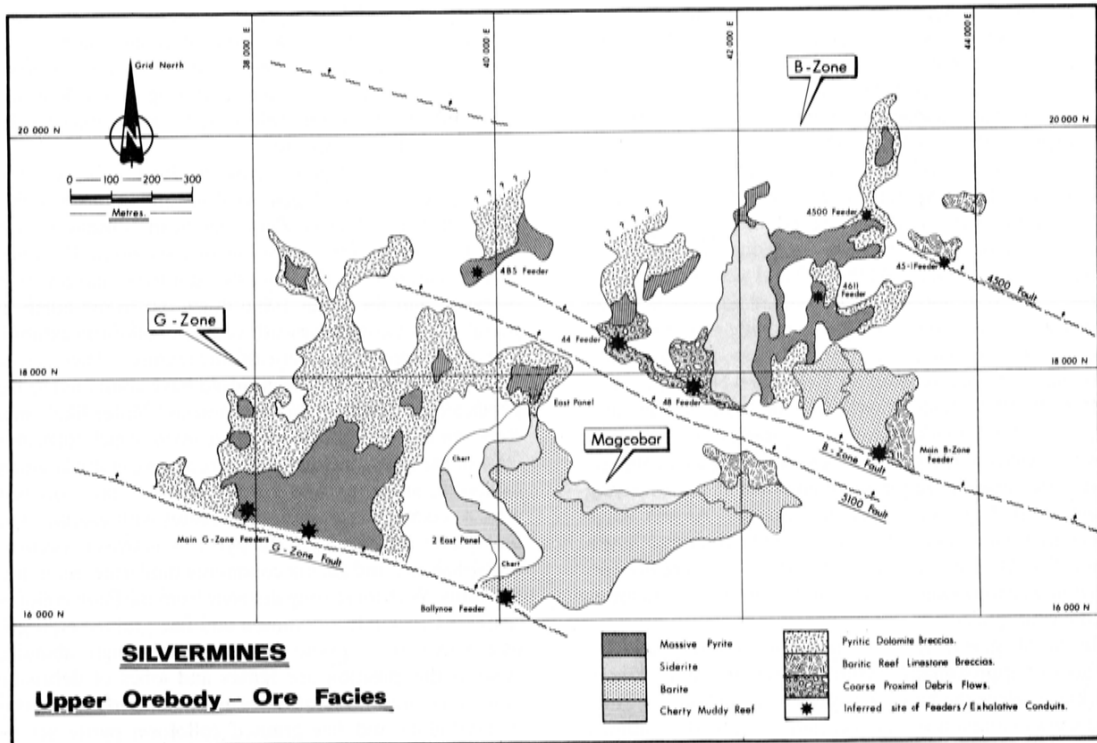 38 000 E
40 000 E
42 000 E
44 000 E
Grid North
N
B-Zone
20 000 N
20 000 N
0 100 200 300
Metres.
4500 Feeder
4B5 Feeder
45-1 Feeder
4611
Feeder
4500 Fault
G-Zone
44 Feeder
18 000 N
18 000 N
East Panel
48 Feeder
Magcobar
Main B-Zone
Feeder
B-Zone Fault
Chert
5100 Fault
Main G-Zone Feeders
G-Zone Fault
2 East Panel
Chert
Ballynoe Feeder
16 000 N
16 000 N
SILVERMINES
Upper Orebody – Ore Facies
Massive Pyrite
Siderite
Barite
Cherty Muddy Reef
Pyritic Dolomite Breccias.
Baritic Reef Limestone Breccias.
Coarse Proximal Debris Flows.
Inferred site of Feeders/Exhalative Conduits.